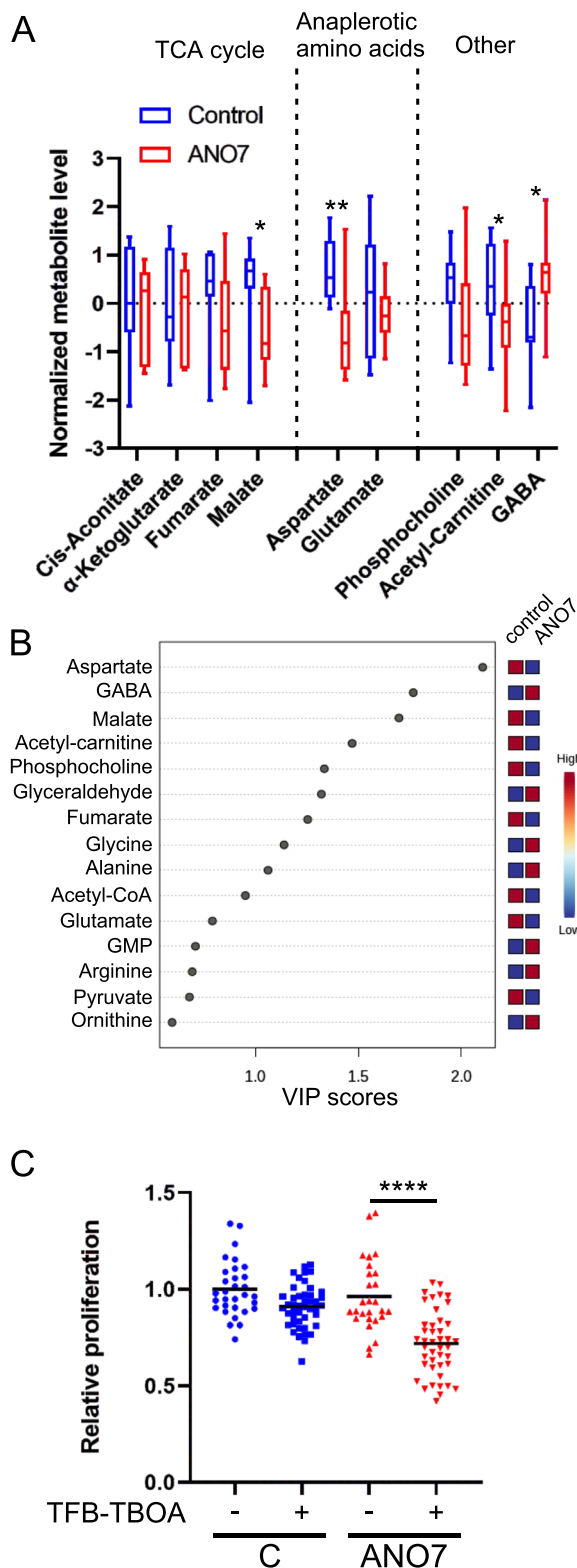 A
TCA cycle
Anaplerotic
amino acids
Other
Control
ANO7
Normalized metabolite level
3
2
1
0
-1
-2
-3
*
**
*
*
Cis-Aconitate
α-Ketoglutarate
Fumarate
Malate
Aspartate
Glutamate
Phosphocholine
Acetyl-Carnitine
GABA
B
control
ANO7
Aspartate
GABA
Malate
Acetyl-carnitine
Phosphocholine
Glyceraldehyde
Fumarate
Glycine
Alanine
Acetyl-CoA
Glutamate
GMP
Arginine
Pyruvate
Ornithine
High
Low
1.0 1.5 2.0
VIP scores
C
Relative proliferation
1.5
1.0
0.5
0.0
****
TFB-TBOA - + - +
C ANO7